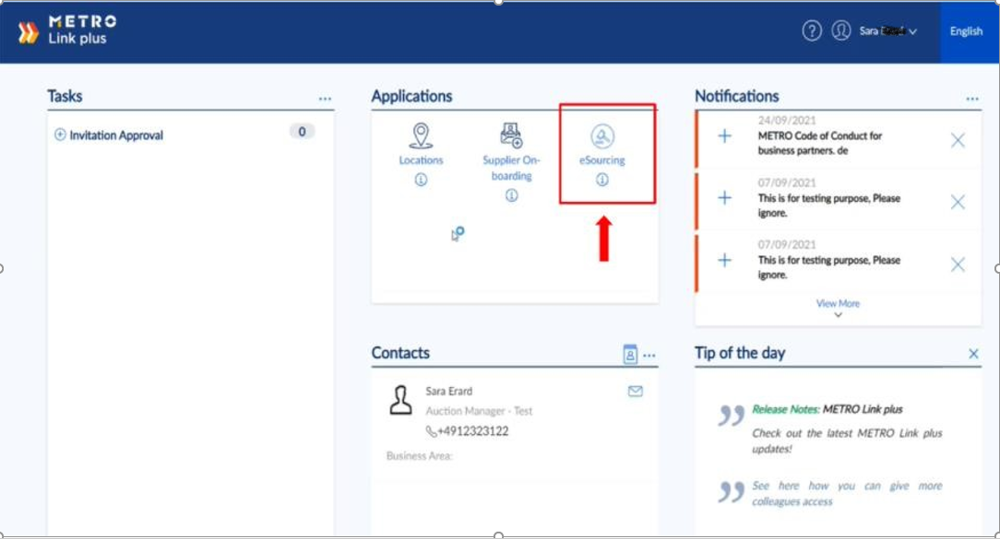 METRO
Link plus
Sara
English
Tasks
Invitation Approval
0
Applications
Locations
Supplier On-
boarding
eSourcing
Notifications
24/09/2021
METRO Code of Conduct for
business partners. de
07/09/2021
This is for testing purpose, Please
ignore.
07/09/2021
This is for testing purpose, Please
ignore.
View More
Contacts
Sara Erard
Auction Manager - Test
+4912323122
Business Area:
Tip of the day
Release Notes: METRO Link plus
Check out the latest METRO Link plus
updates!
See here how you can give more
colleagues access